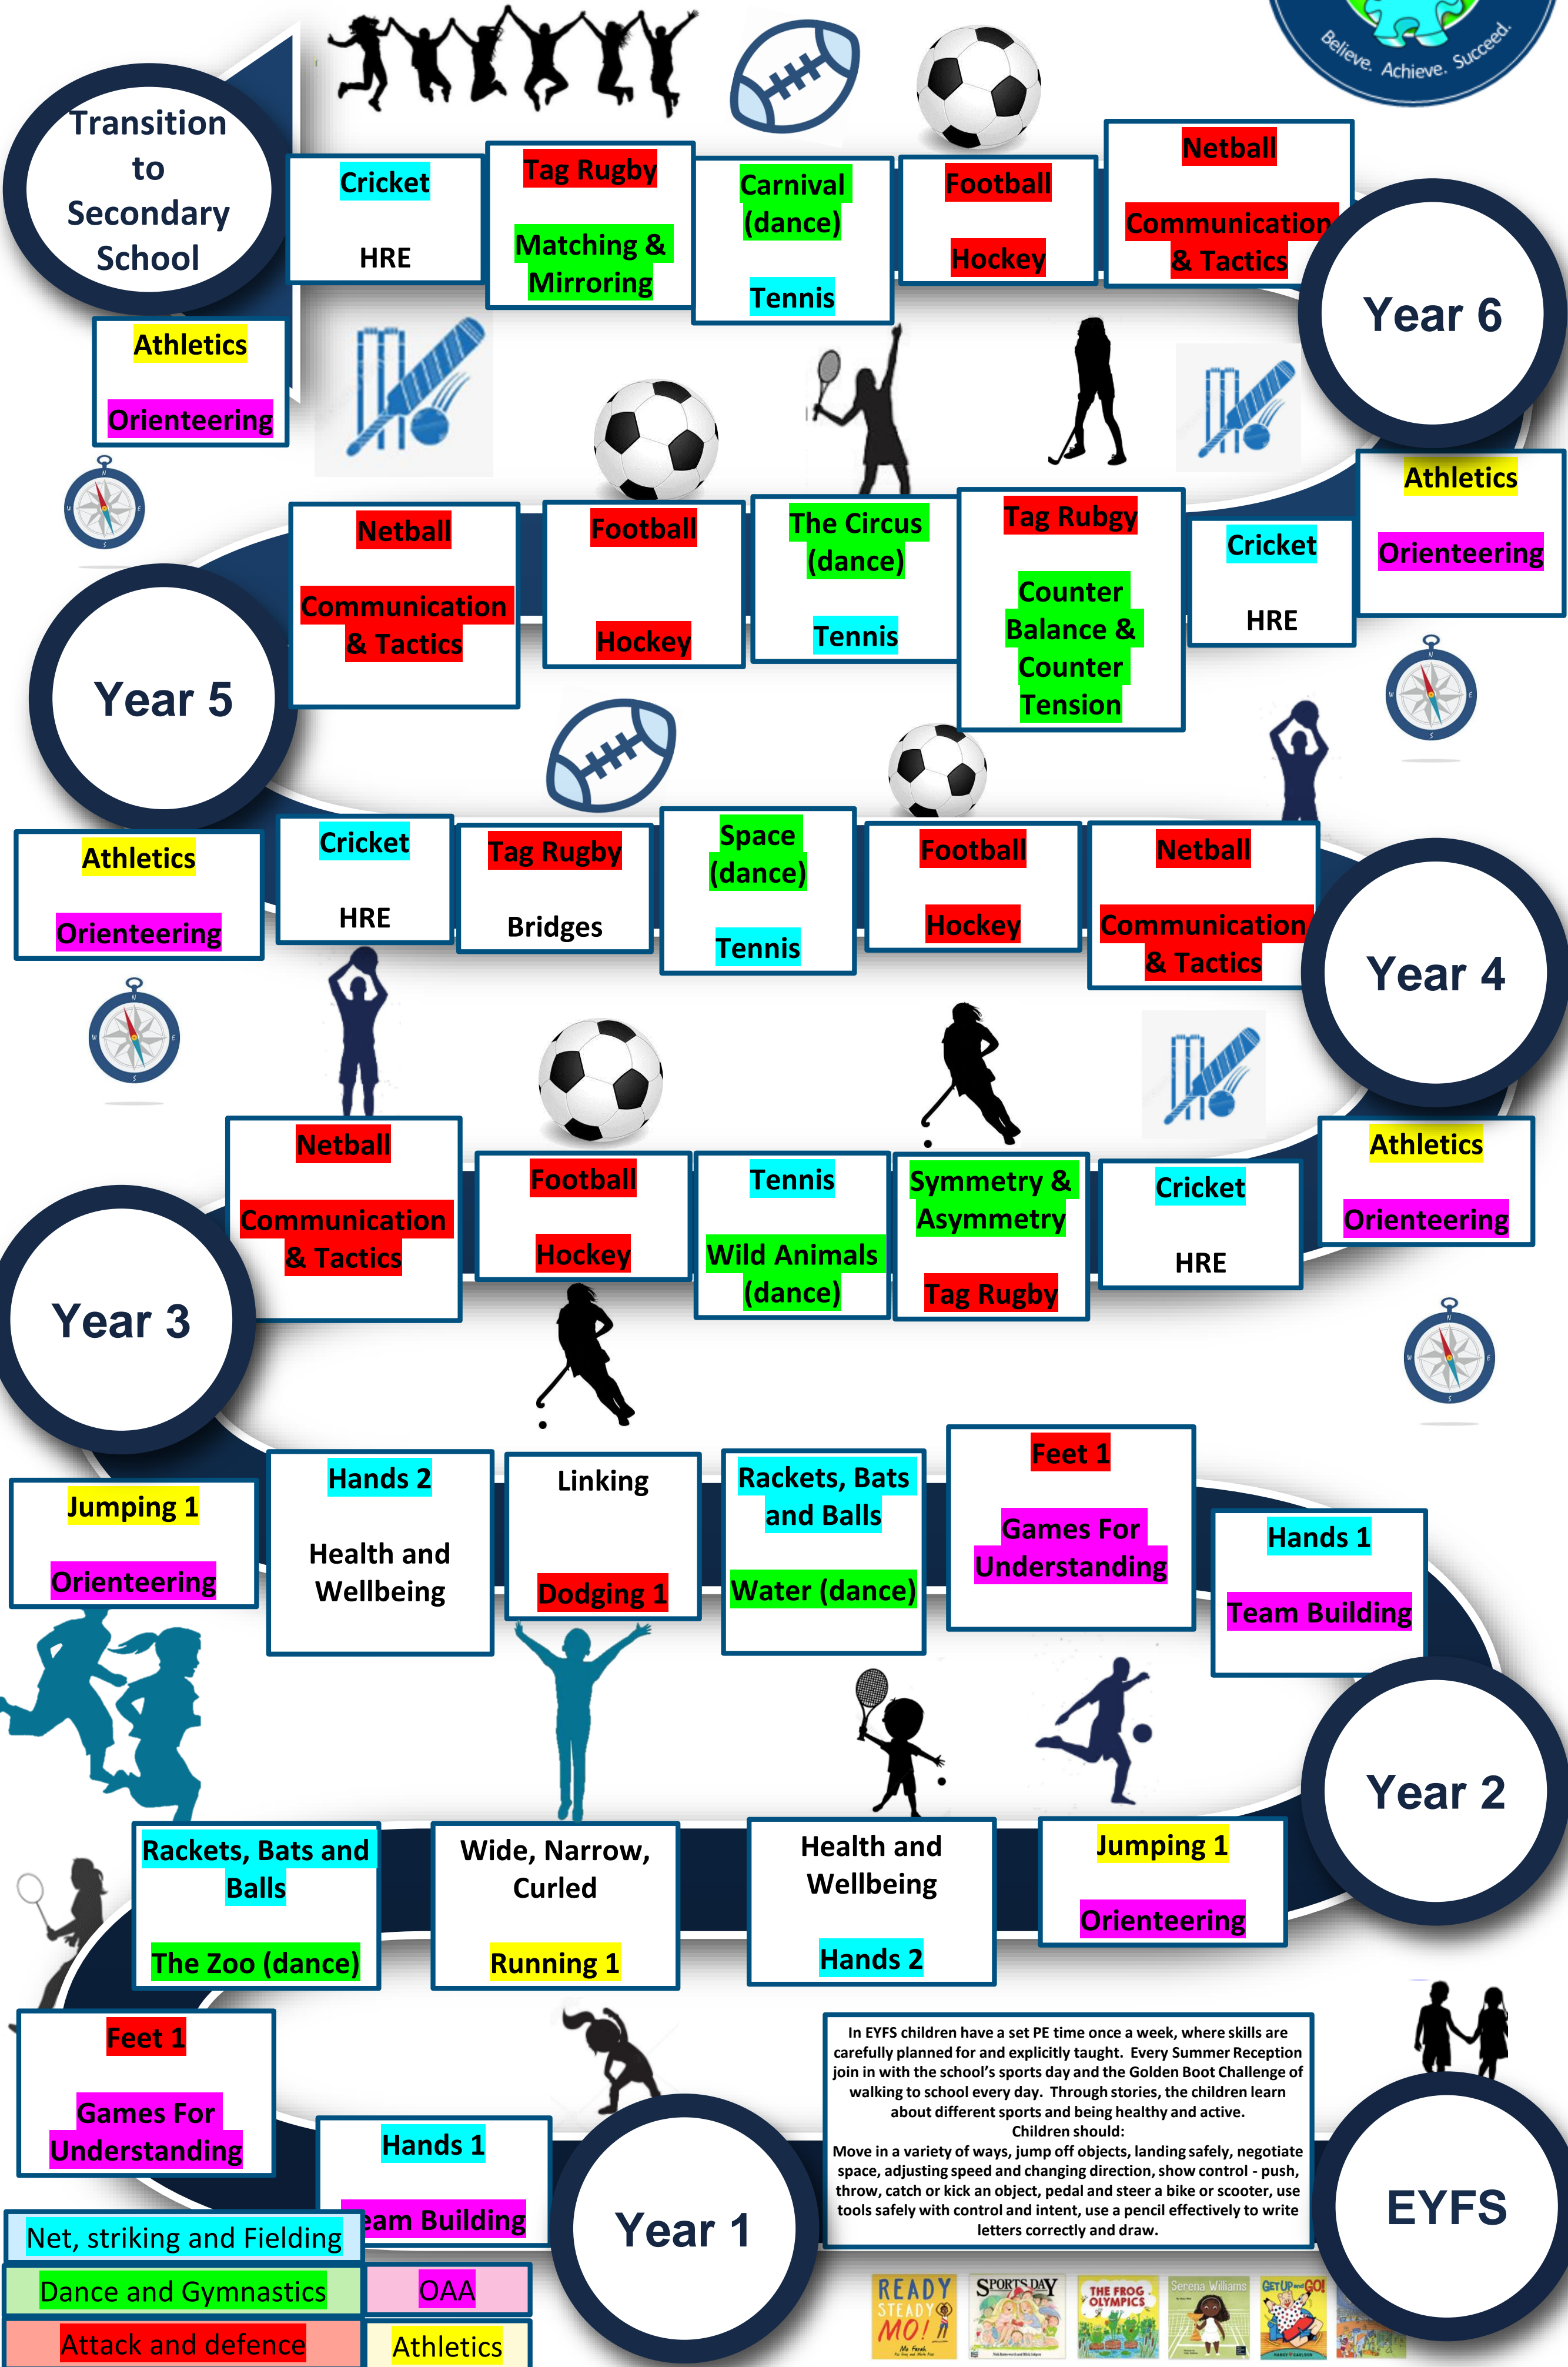 Believe. Achieve. Succeed.
Transition
to
Secondary
School
Cricket
HRE
Tag Rugby
Matching &
Mirroring
Carnival
(dance)
Tennis
Football
Hockey
Netball
Communication
& Tactics
Year 6
Athletics
Orienteering
Netball
Communication
& Tactics
Football
Hockey
The Circus
(dance)
Tennis
Tag Rubgy
Counter
Balance &
Counter
Tension
Cricket
HRE
Athletics
Orienteering
Year 5
Athletics
Orienteering
Cricket
HRE
Tag Rugby
Bridges
Space
(dance)
Tennis
Football
Hockey
Netball
Communication
& Tactics
Year 4
Netball
Communication
& Tactics
Football
Hockey
Tennis
Wild Animals
(dance)
Symmetry &
Asymmetry
Tag Rugby
Cricket
HRE
Athletics
Orienteering
Year 3
Jumping 1
Orienteering
Hands 2
Health and
Wellbeing
Linking
Dodging 1
Rackets, Bats
and Balls
Water (dance)
Feet 1
Games For
Understanding
Hands 1
Team Building
Year 2
Rackets, Bats and
Balls
The Zoo (dance)
Wide, Narrow,
Curled
Running 1
Health and
Wellbeing
Hands 2
Jumping 1
Orienteering
Feet 1
Games For
Understanding
Hands 1
eam Building
Year 1
In EYFS children have a set PE time once a week, where skills are
carefully planned for and explicitly taught. Every Summer Reception
join in with the school's sports day and the Golden Boot Challenge of
walking to school every day. Through stories, the children learn
about different sports and being healthy and active.
Children should:
Move in a variety of ways, jump off objects, landing safely, negotiate
space, adjusting speed and changing direction, show control - push,
throw, catch or kick an object, pedal and steer a bike or scooter, use
tools safely with control and intent, use a pencil effectively to write
letters correctly and draw.
EYFS
Net, striking and Fielding
Dance and Gymnastics
OAA
Attack and defence
Athletics
READY
STEADY
MO!
Mo Farah
SPORTS DAY
THE FROG
OLYMPICS
Serena Williams
GET UP and GO!
NANCY CARLSON